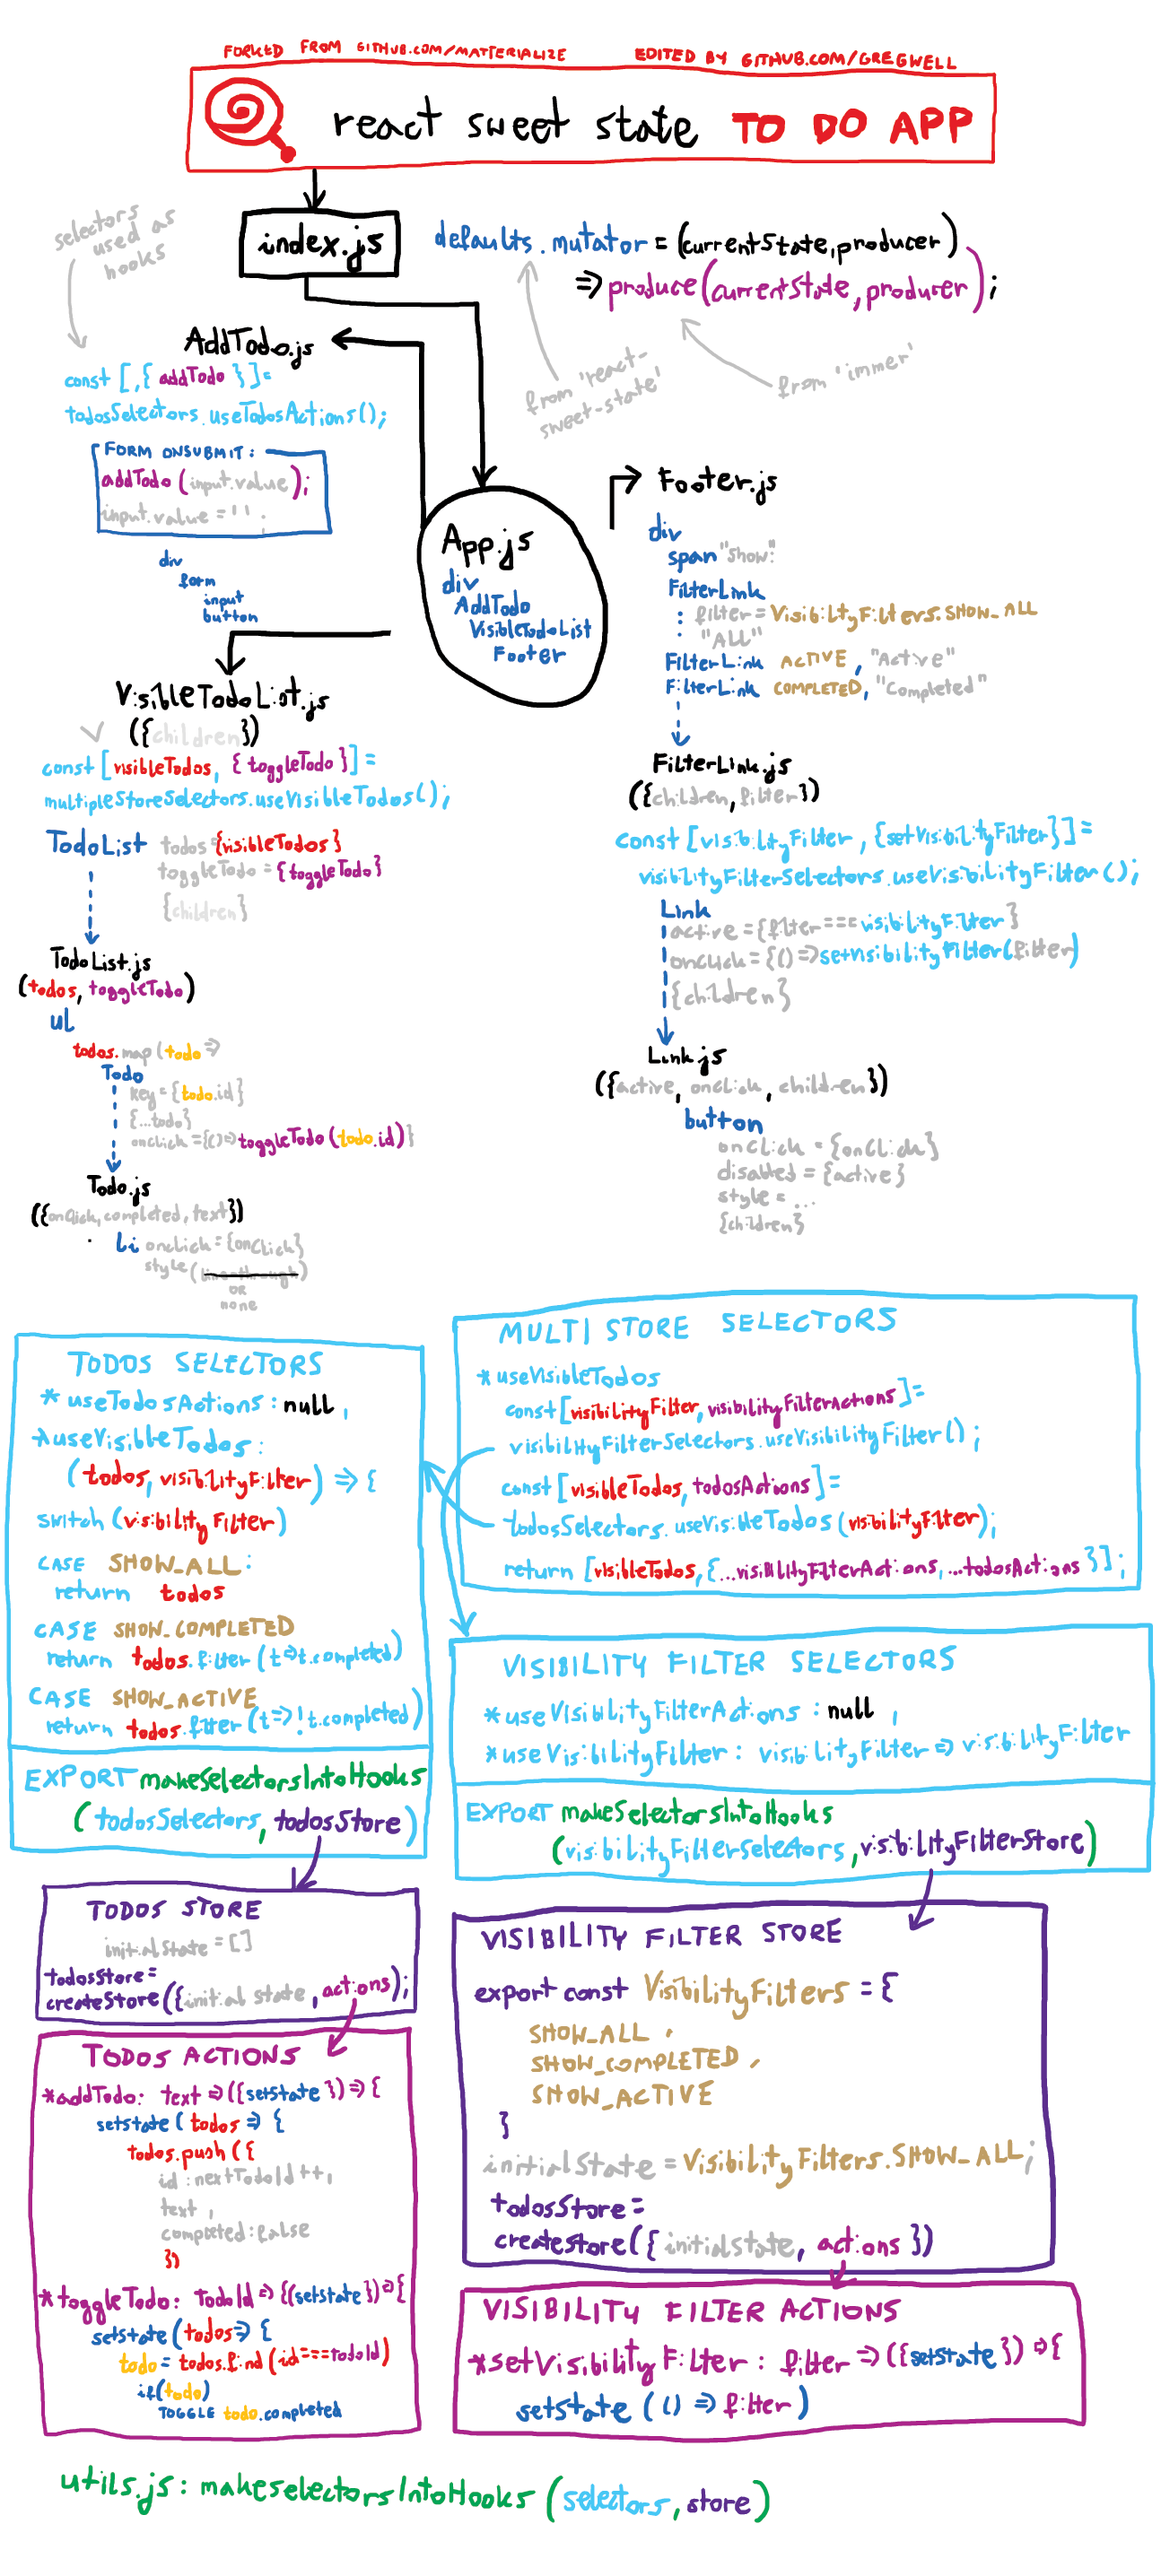 FORKED FROM GITHUB.COM/MATTERIALIZE EDITED BY GITHUB.COM/GREGWELL
react sweet state TO DO APP
selectors
used as
hooks
index.js
defaults.mutator = (currentState, producer)
=> produce(currentState, producer);
from 'react-
sweet-state'
from 'immer'
AddTodo.js
const [,{ addTodo }]=
todosSelectors.useTodosActions();
FORM ONSUBMIT:
addTodo (input.value);
input.value = '';
div
form
input
button
App.js
div
AddTodo
VisibleTodoList
Footer
Footer.js
div
span "Show:"
FilterLink
: filter = VisibilityFilters.SHOW_ALL
: "ALL"
FilterLink ACTIVE, "Active"
FilterLink COMPLETED, "Completed"
VisibleTodoList.js
({children})
const [visibleTodos, { toggleTodo }]=
multipleStoreSelectors.useVisibleTodos();
TodoList todos={visibleTodos}
toggleTodo = {toggleTodo}
{children}
TodoList.js
(todos, toggleTodo)
ul
todos.map(todo =>
Todo
key={todo.id}
{...todo}
onclick={()=>toggleTodo(todo.id)}
Todo.js
({onClick, completed, text})
li onclick={onClick}
style(linethrough)
OR
none
FilterLink.js
({children, filter})
const [visibilityFilter, {setVisibilityFilter}]=
visibilityFilterSelectors.useVisibilityFilter();
Link
active={filter===visibilityFilter}
onClick={()=>setVisibilityFilter(filter)
{children}
Link.js
({active, onClick, children})
button
onClick = {onClick}
disabled = {active}
style = ...
{children}
TODOS SELECTORS
* useTodosActions: null,
*useVisibleTodos:
(todos, visibilityFilter) => {
switch (visibilityFilter)
CASE SHOW_ALL:
return todos
CASE SHOW_COMPLETED
return todos.filter(t=>t.completed)
CASE SHOW_ACTIVE
return todos.filter(t=>!t.completed)
EXPORT makeSelectorsIntoHooks
(todosSelectors, todosStore)
MULTI STORE SELECTORS
*useVisibleTodos
const[visibilityFilter, visibilityFilterActions]=
visibilityFilterSelectors.useVisibilityFilter();
const[visibleTodos, todosActions]=
todosSelectors.useVisibleTodos(visibilityFilter);
return [visibleTodos, {...visibilityFilterActions, ...todosActions}];
VISIBILITY FILTER SELECTORS
*useVisibilityFilterActions: null,
*useVisibilityFilter: visibilityFilter => visibilityFilter
EXPORT makeSelectorsIntoHooks
(visibilityFilterSelectors, visibilityFilterStore)
TODOS STORE
initialState = []
todosStore=
createStore({initial state, actions);
TODOS ACTIONS
*addTodo: text =>({setState}) => {
setstate (todos => {
todos.push({
id: nextTodoId++,
text,
completed: false
})
*toggleTodo: TodoId =>{(setstate}) =>{
setstate(todos=> {
todo = todos.find(id===todoId)
if(todo)
TOGGLE todo.completed
VISIBILITY FILTER STORE
export const VisibilityFilters = {
SHOW_ALL,
SHOW_COMPLETED,
SHOW_ACTIVE
}
initialState = VisibilityFilters.SHOW_ALL;
todosStore=
createStore({initialState, actions})
VISIBILITY FILTER ACTIONS
*setVisibilityFilter: filter =>({setState}) =>{
setState (() => filter)
utils.js: makeselectorsIntoHooks (selectors, store)